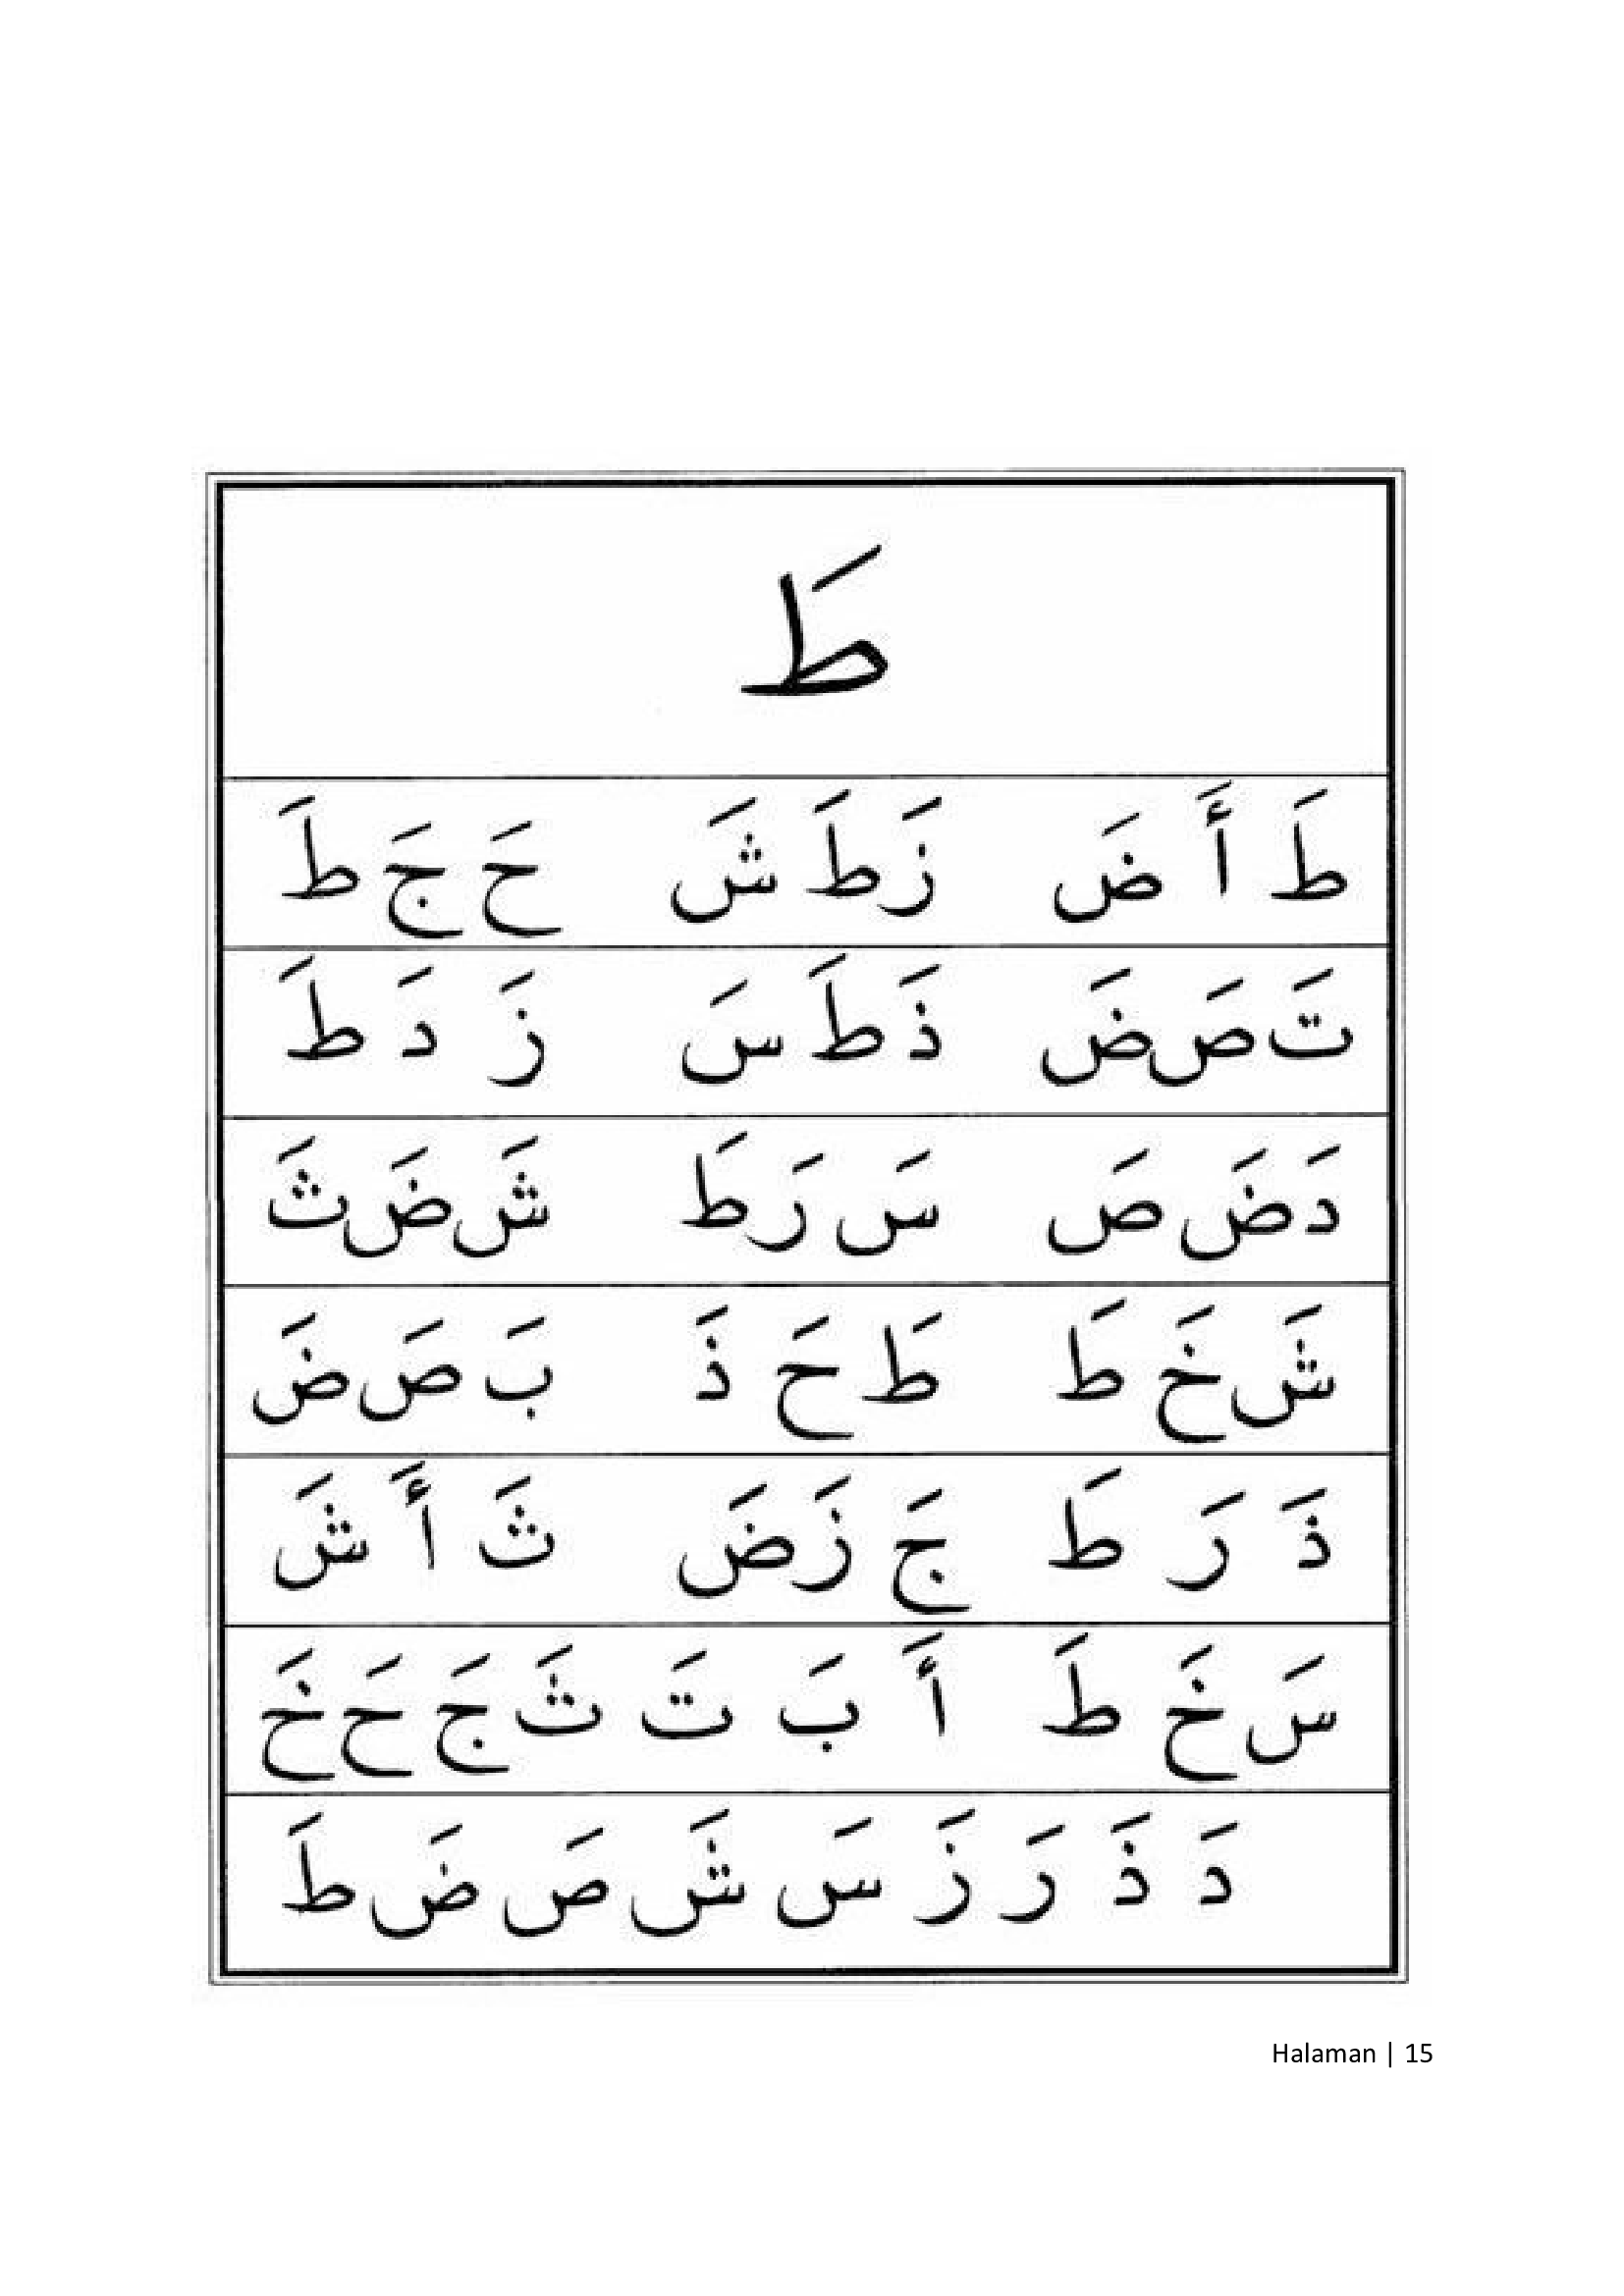 طَ
طَ أَ ضَ زَ طَ شَ حَ جَ طَ
تَ صَ ضَ ذَ طَ سَ زَ دَ طَ
دَ ضَ صَ سَ رَ طَ شَ ضَ ثَ
شَ خَ طَ طَ حَ ذَ بَ صَ ضَ
ذَ رَ طَ جَ زَ ضَ ثَ أَ شَ
سَ خَ طَ أَ بَ تَ ثَ جَ حَ خَ
دَ ذَ رَ زَ سَ شَ صَ ضَ طَ
Halaman | 15